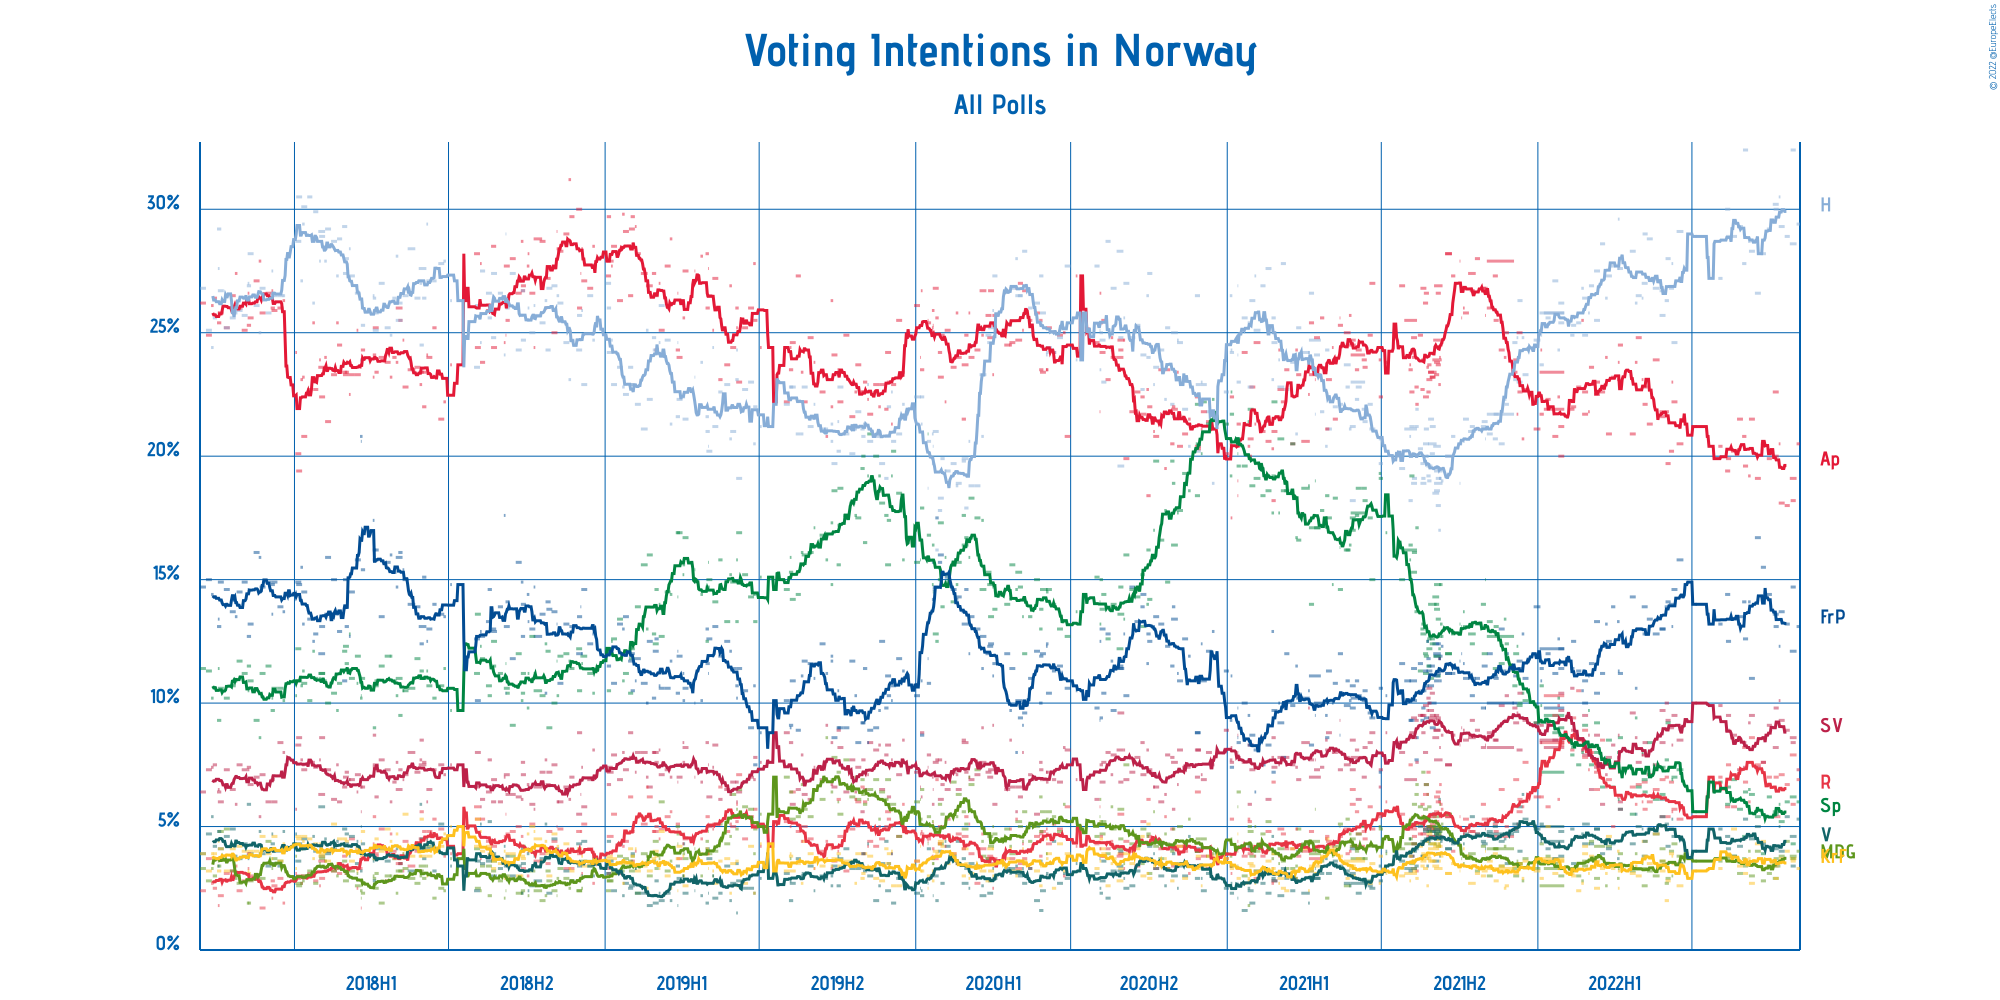 Voting Intentions in Norway
All Polls
© 2022 @EuropeElects
30%
25%
20%
15%
10%
5%
0%
H
Ap
FrP
SV
R
Sp
V
MDG
2018H1
2018H2
2019H1
2019H2
2020H1
2020H2
2021H1
2021H2
2022H1